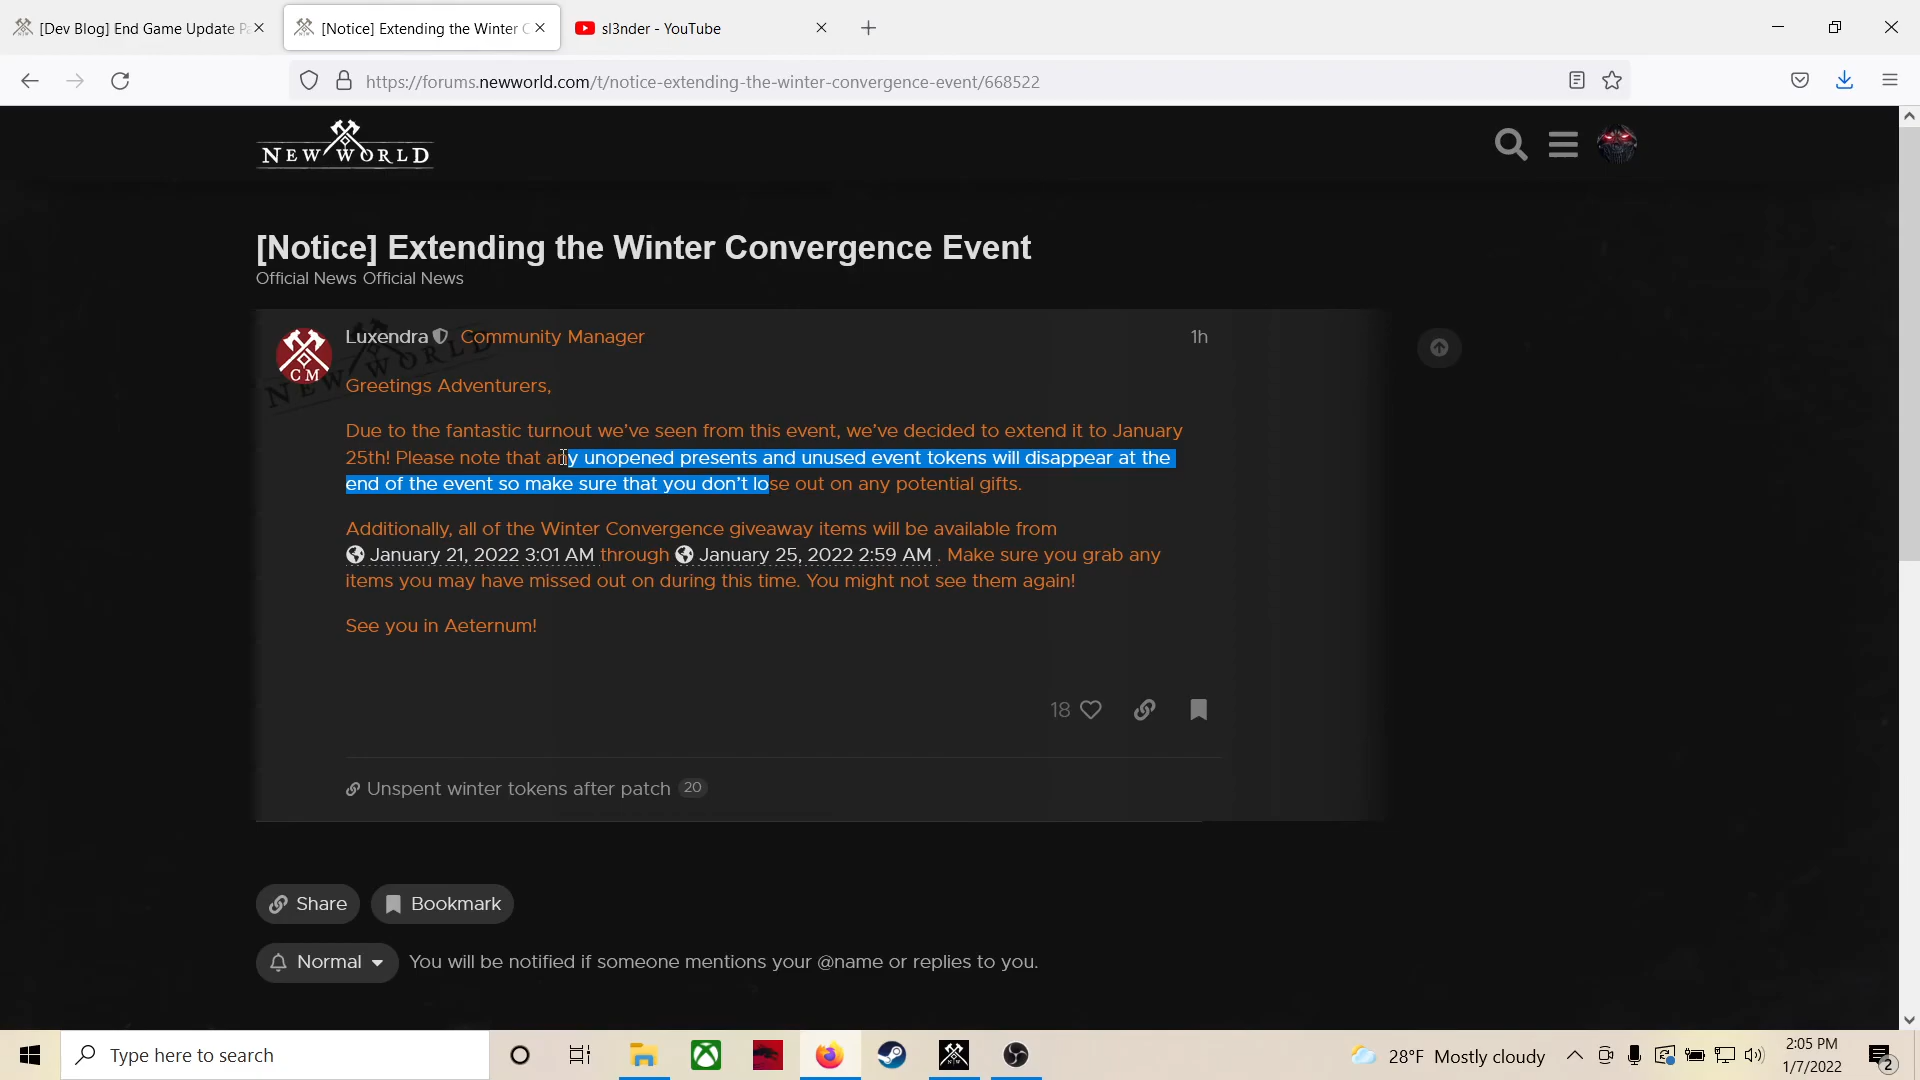 [Dev Blog] End Game Update Pa
[Notice] Extending the Winter C
sl3nder - YouTube
https://forums.newworld.com/t/notice-extending-the-winter-convergence-event/668522
NEW WORLD
[Notice] Extending the Winter Convergence Event
Official News Official News
CM
Luxendra Community Manager 1h
Greetings Adventurers,
Due to the fantastic turnout we've seen from this event, we've decided to extend it to January
25th! Please note that any unopened presents and unused event tokens will disappear at the
end of the event so make sure that you don't lose out on any potential gifts.
Additionally, all of the Winter Convergence giveaway items will be available from
January 21, 2022 3:01 AM through January 25, 2022 2:59 AM . Make sure you grab any
items you may have missed out on during this time. You might not see them again!
See you in Aeternum!
18
Unspent winter tokens after patch 20
Share Bookmark
Normal You will be notified if someone mentions your @name or replies to you.
Type here to search
28°F Mostly cloudy
2:05 PM
1/7/2022
2